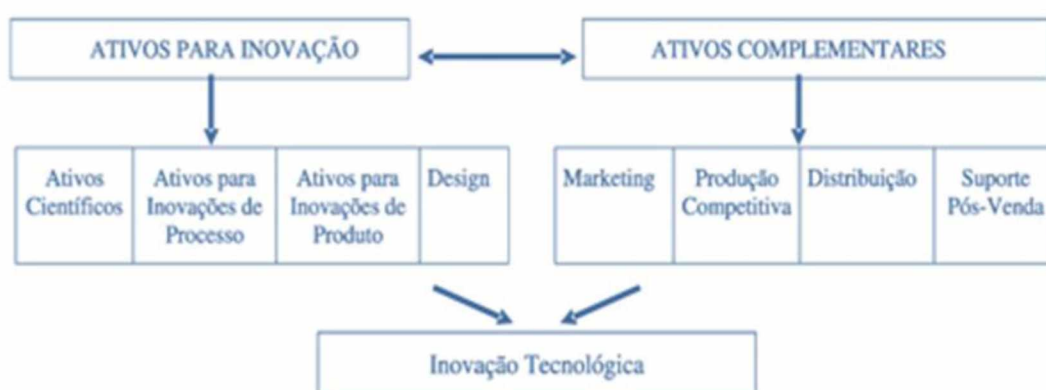 ATIVOS PARA INOVAÇÃO
ATIVOS COMPLEMENTARES
Ativos
Científicos
Ativos para
Inovações de
Processo
Ativos para
Inovações de
Produto
Design
Marketing
Produção
Competitiva
Distribuição
Suporte
Pós-Venda
Inovação Tecnológica